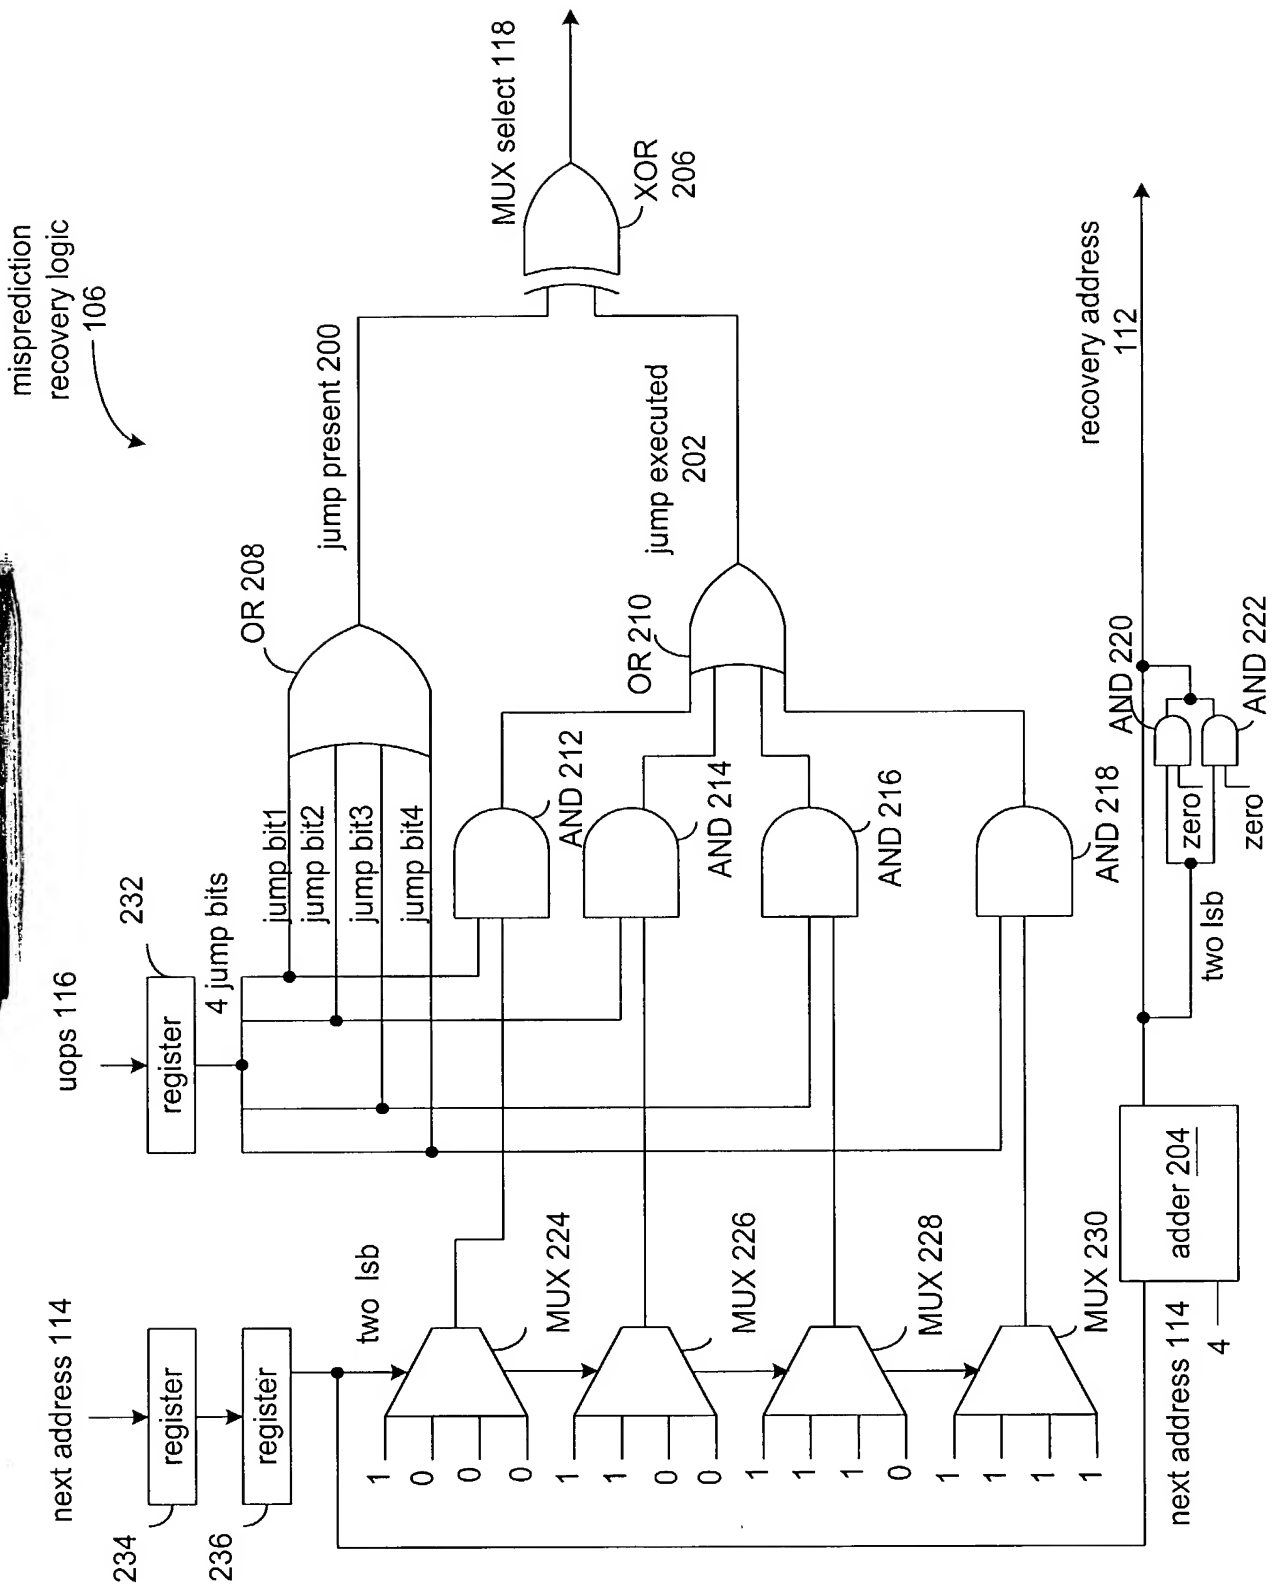 misprediction
recovery logic
106
uops 116
232
register
4 jump bits
jump bit1
jump bit2
jump bit3
jump bit4
OR 208
jump present 200
MUX select 118
XOR
206
next address 114
234
register
236
register
two lsb
1
0
0
0
MUX 224
1
1
0
0
MUX 226
1
1
1
0
MUX 228
1
1
1
1
MUX 230
AND 212
AND 214
AND 216
AND 218
OR 210
jump executed
202
next address 114
4
adder 204
two lsb
zero
zero
AND 220
AND 222
recovery address
112